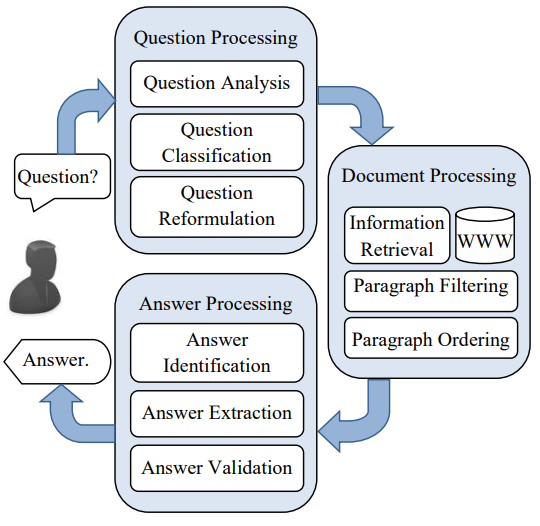 Question Processing
Question Analysis
Question
Classification
Question
Reformulation
Question?
Document Processing
Information
Retrieval
WWW
Paragraph Filtering
Paragraph Ordering
Answer Processing
Answer
Identification
Answer Extraction
Answer Validation
Answer.